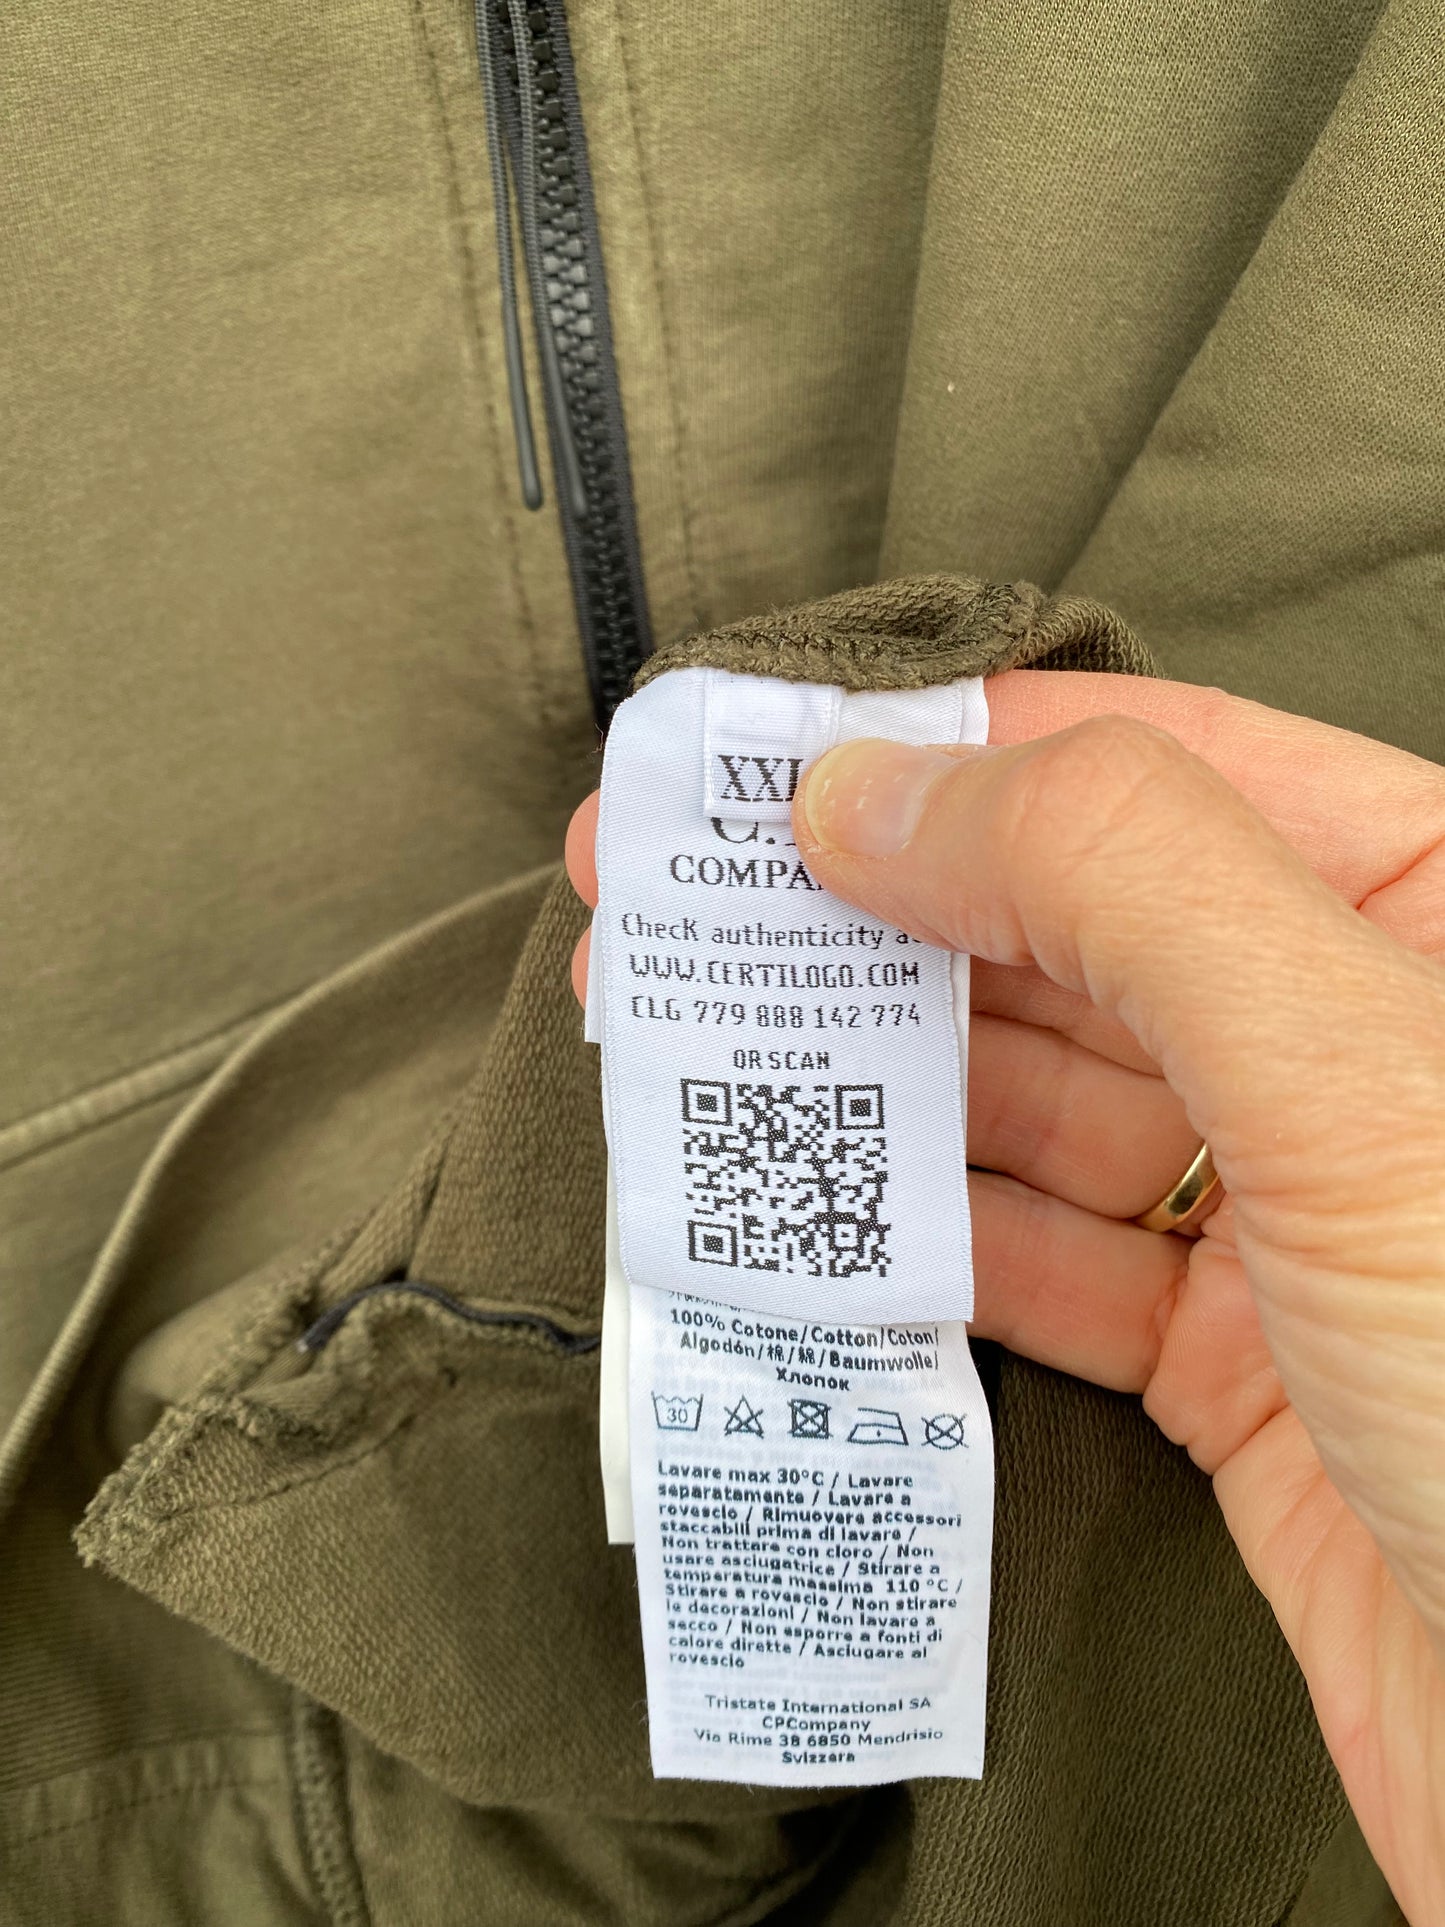 XXL
C.
COMPA
Check authenticity a
WWW.CERTILOGO.COM
CLG 779 888 142 774
QR SCAN
100% Cotone/Cotton/Coton/
Algodón/棉/綿/Baumwolle/
Хлопок
30
Lavare max 30°C / Lavare
separatamente / Lavare a
rovescio / Rimuovere accessori
staccabili prima di lavare /
Non trattare con cloro / Non
usare asciugatrice / Stirare a
temperatura massima 110 °C /
Stirare a rovescio / Non stirare
le decorazioni / Non lavare a
secco / Non esporre a fonti di
calore dirette / Asciugare al
rovescio
Tristate International SA
CPCompany
Via Rime 38 6850 Mendrisio
Svizzera